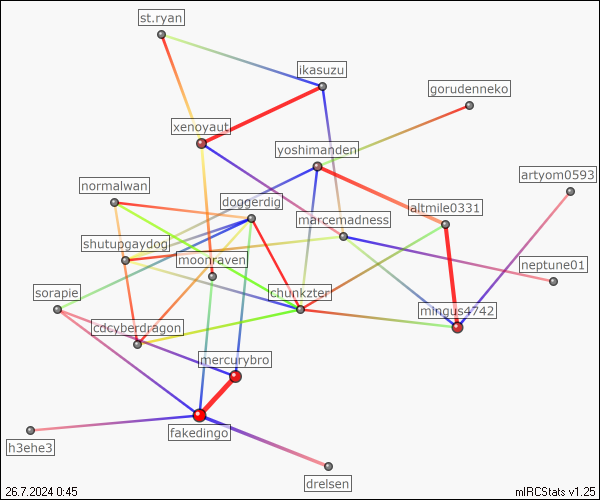 st.ryan
ikasuzu
gorudenneko
xenoyaut
yoshimanden
artyom0593
normalwan
doggerdig
altmile0331
marcemadness
shutupgaydog
moonraven
neptune01
sorapie
chunkzter
mingus4742
cdcyberdragon
mercurybro
fakedingo
h3ehe3
drelsen
26.7.2024 0:45
mIRCStats v1.25